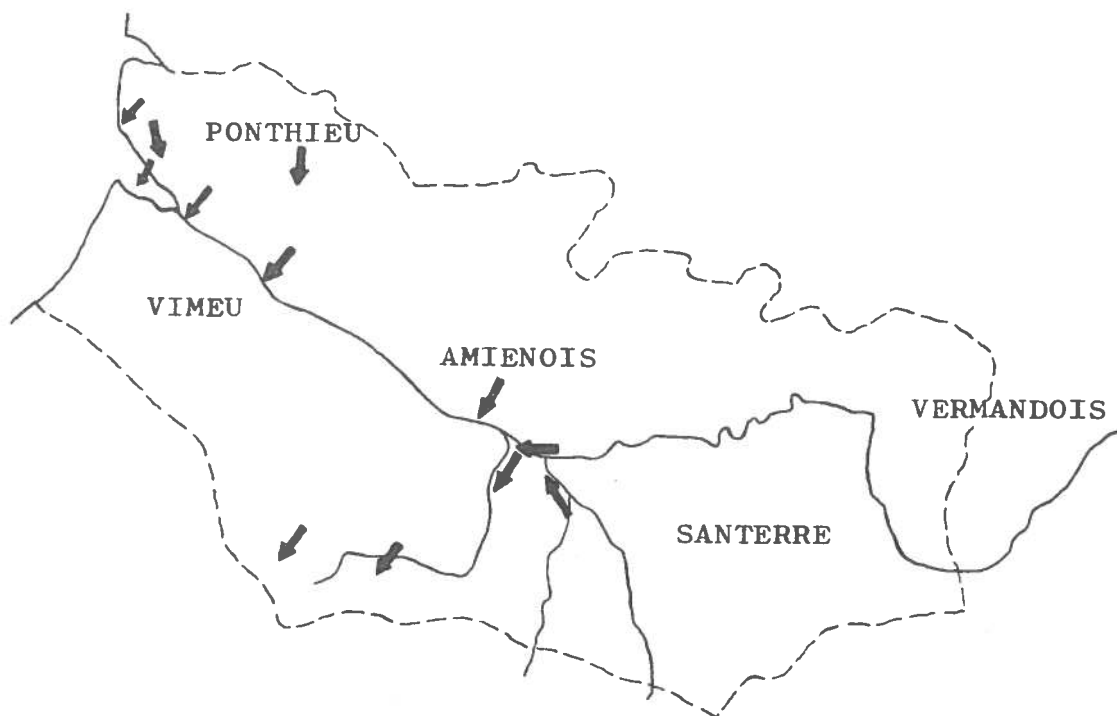 PONTHIEU
VIMEU
AMIENOIS
VERMANDOIS
SANTERRE